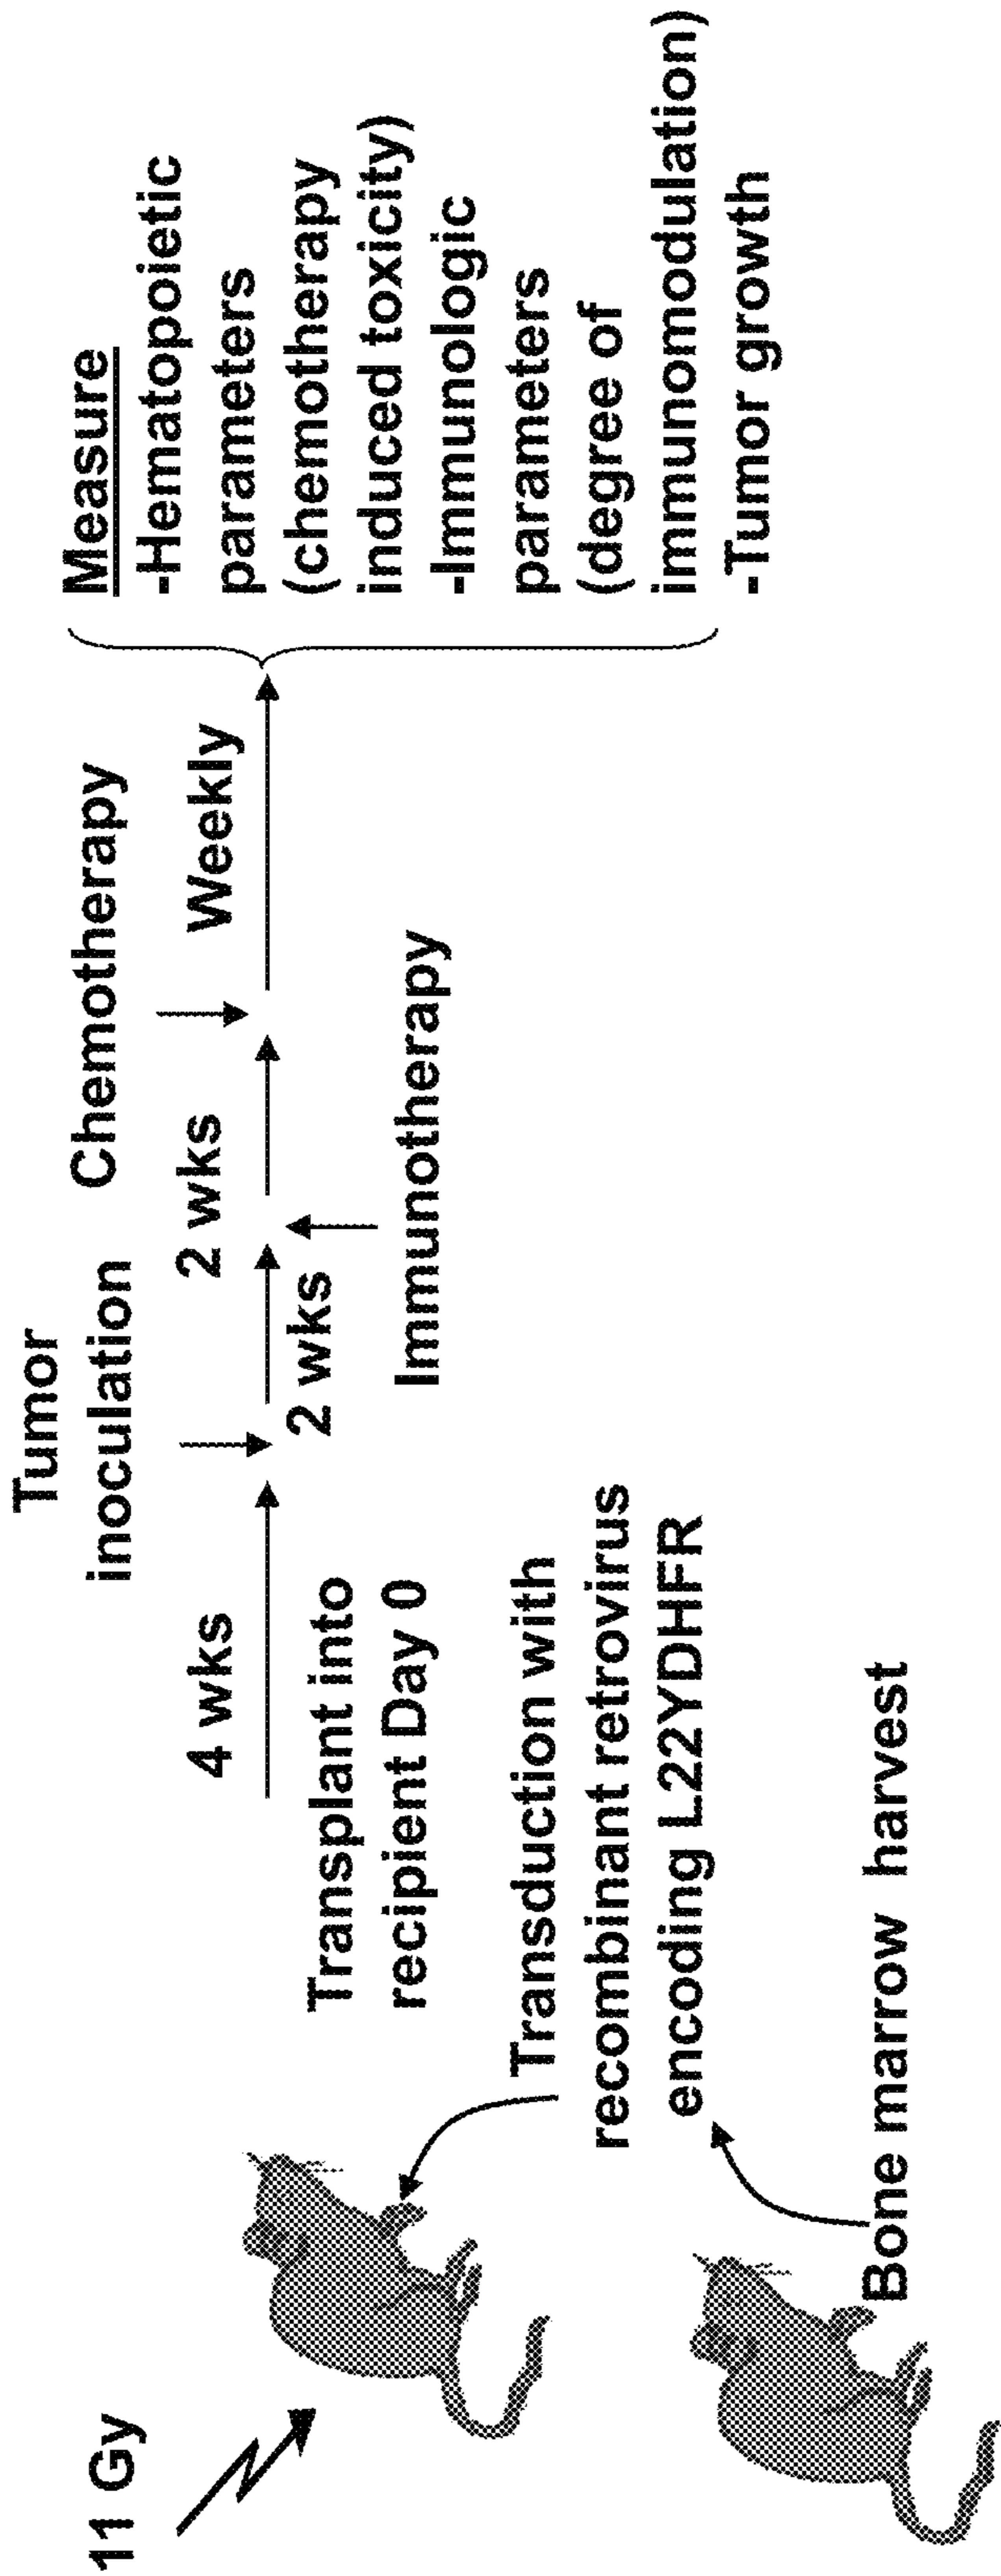 11 Gy
4 wks
Transplant into
recipient Day 0
Transduction with
recombinant retrovirus
encoding L22YDHFR
Bone marrow harvest
Tumor
inoculation
2 wks
Immunotherapy
2 wks
Chemotherapy
Weekly
Measure
-Hematopoietic
parameters
(chemotherapy
induced toxicity)
-Immunologic
parameters
(degree of
immunomodulation)
-Tumor growth